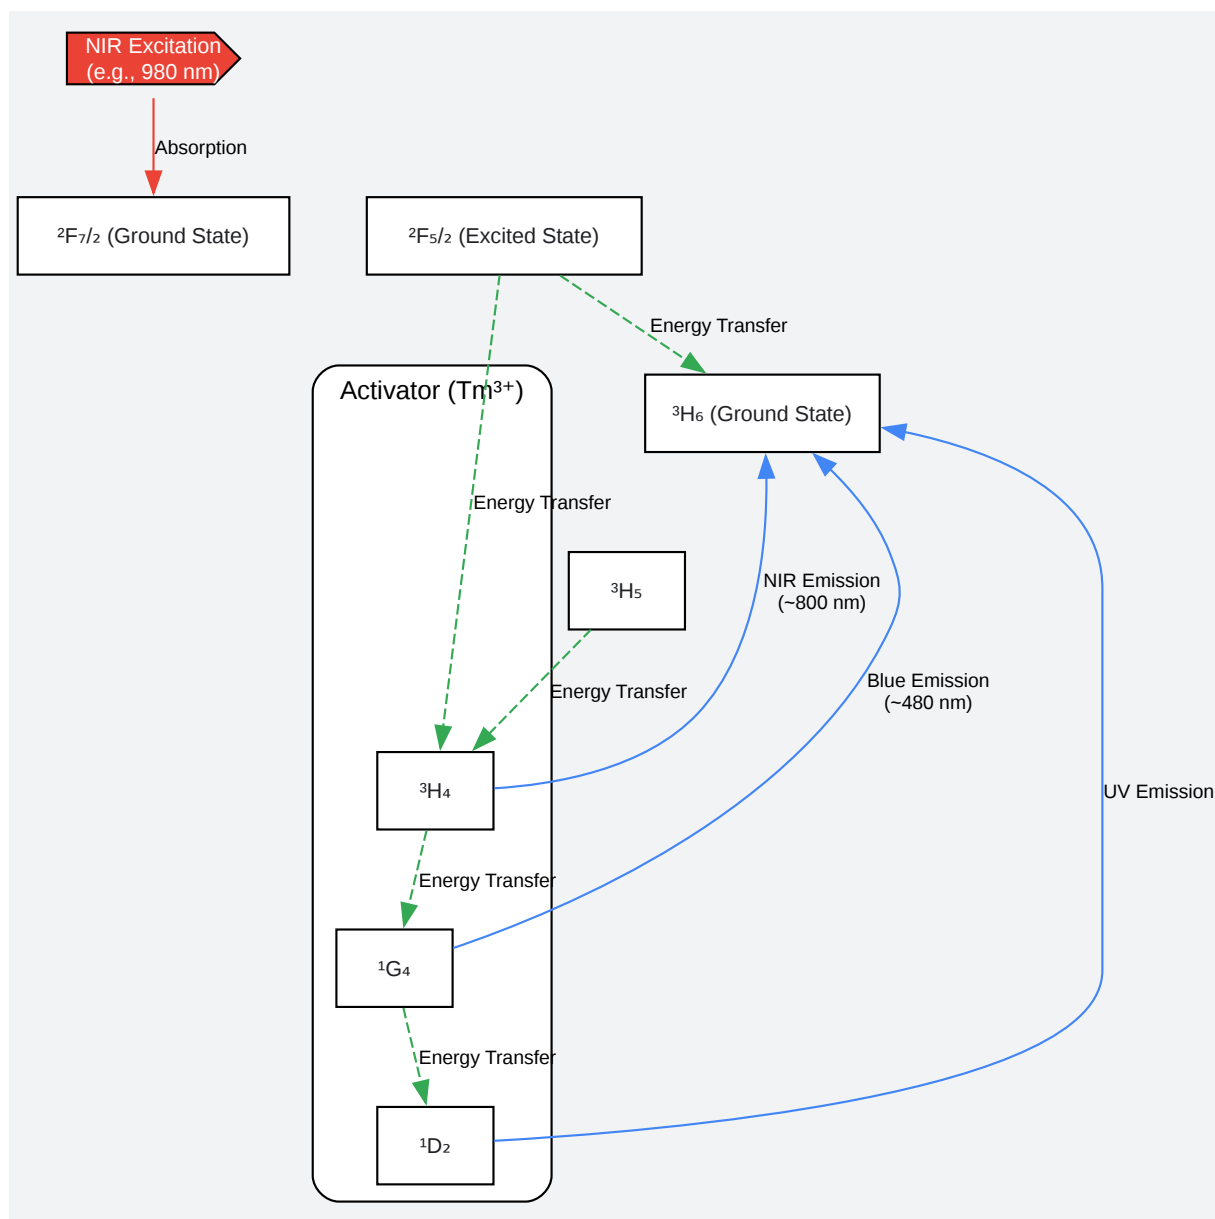 NIR Excitation
(e.g., 980 nm)
Absorption
²F₇/₂ (Ground State)
²F₅/₂ (Excited State)
Energy Transfer
Activator (Tm³⁺)
³H₆ (Ground State)
Energy Transfer
³H₅
NIR Emission
(~800 nm)
Blue Emission
(~480 nm)
Energy Transfer
³H₄
UV Emission
Energy Transfer
¹G₄
Energy Transfer
¹D₂